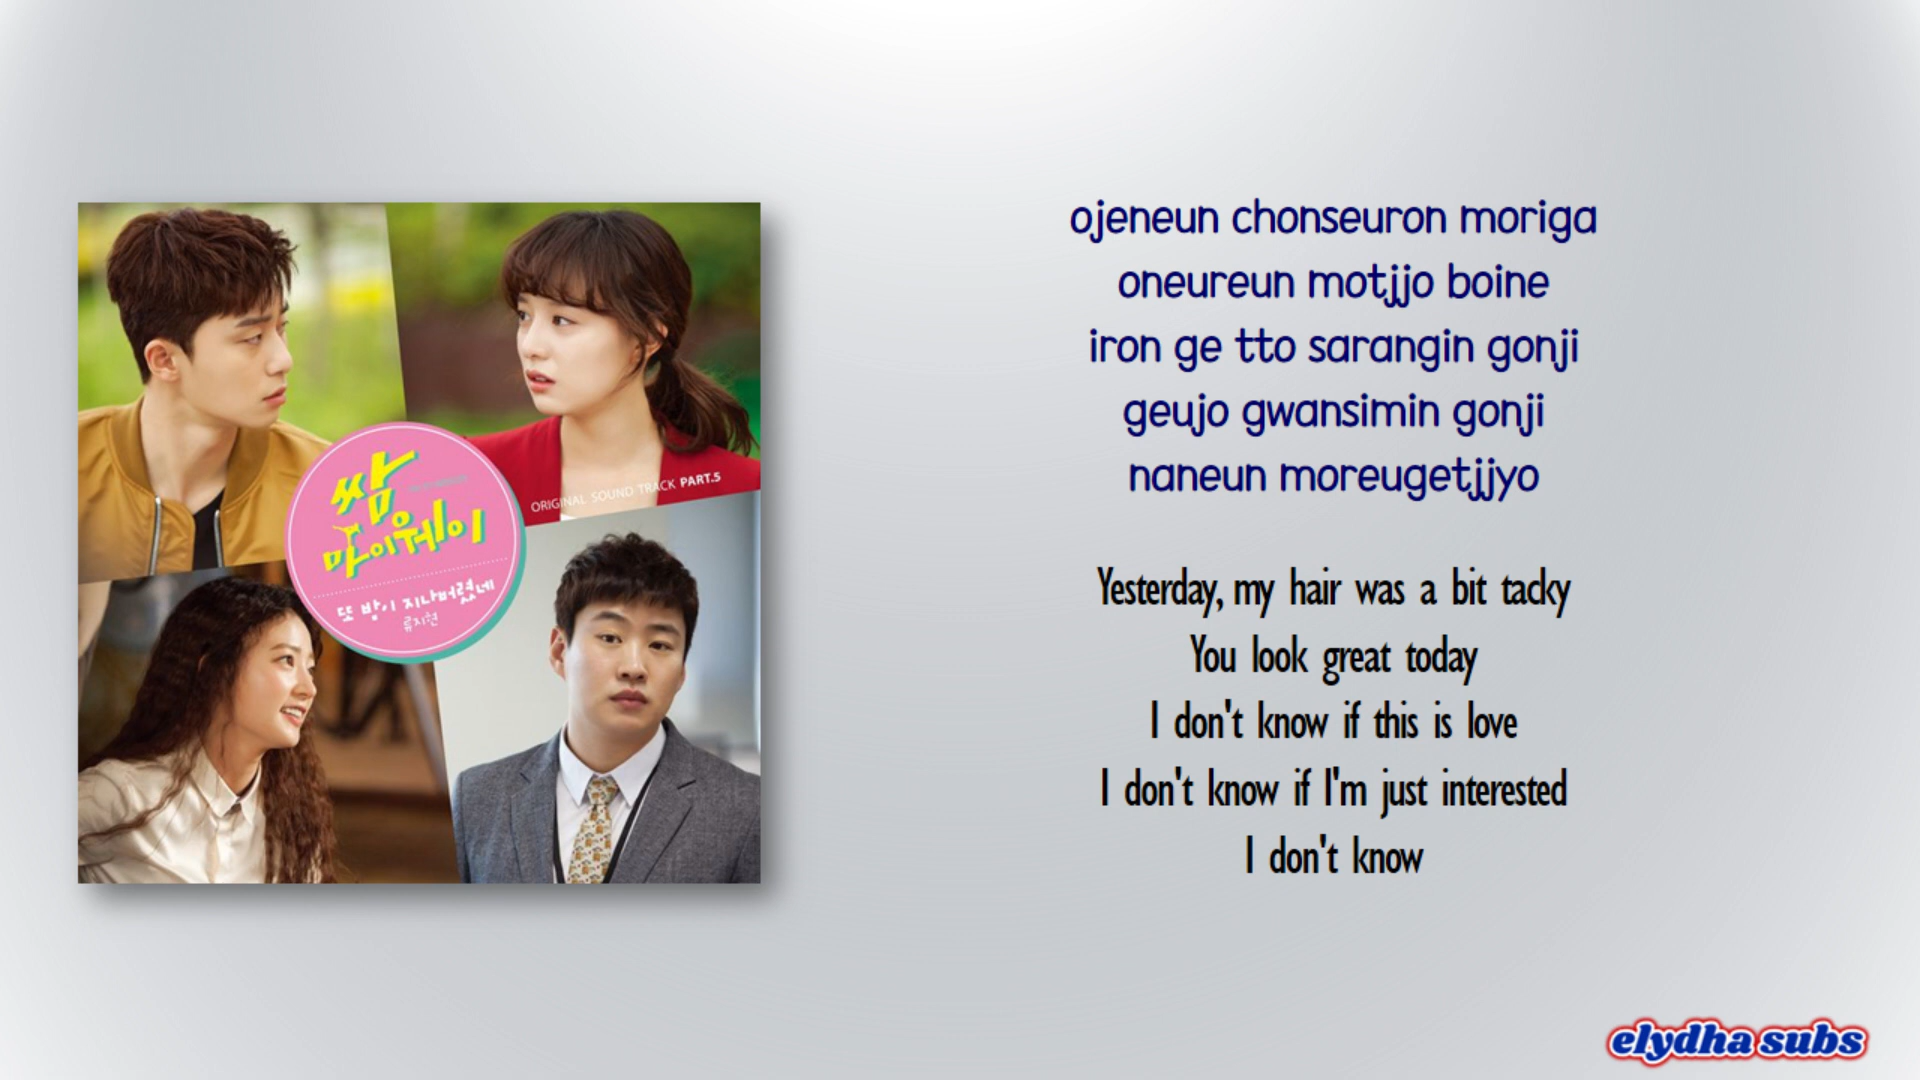 쌈
마이웨이
또 밤이 지나버렸네
류지현
ORIGINAL SOUND TRACK PART.5
ojeneun chonseuron moriga
oneureun motjjo boine
iron ge tto sarangin gonji
geujo gwansimin gonji
naneun moreugetjjyo
Yesterday, my hair was a bit tacky
You look great today
I don't know if this is love
I don't know if I'm just interested
I don't know
elydha subs